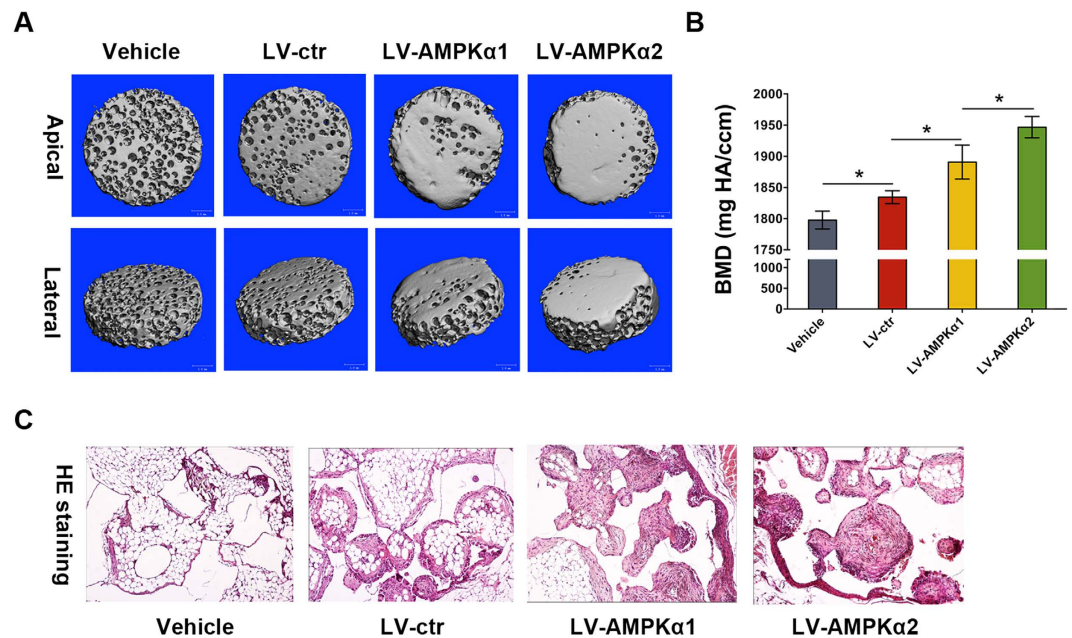 A
Vehicle LV-ctr LV-AMPKα1 LV-AMPKα2
Apical
Lateral
B
BMD (mg HA/ccm)
2000
1950
1900
1850
1800
1750
1000
500
0
* * *
Vehicle LV-ctr LV-AMPKα1 LV-AMPKα2
C
HE staining
Vehicle LV-ctr LV-AMPKα1 LV-AMPKα2